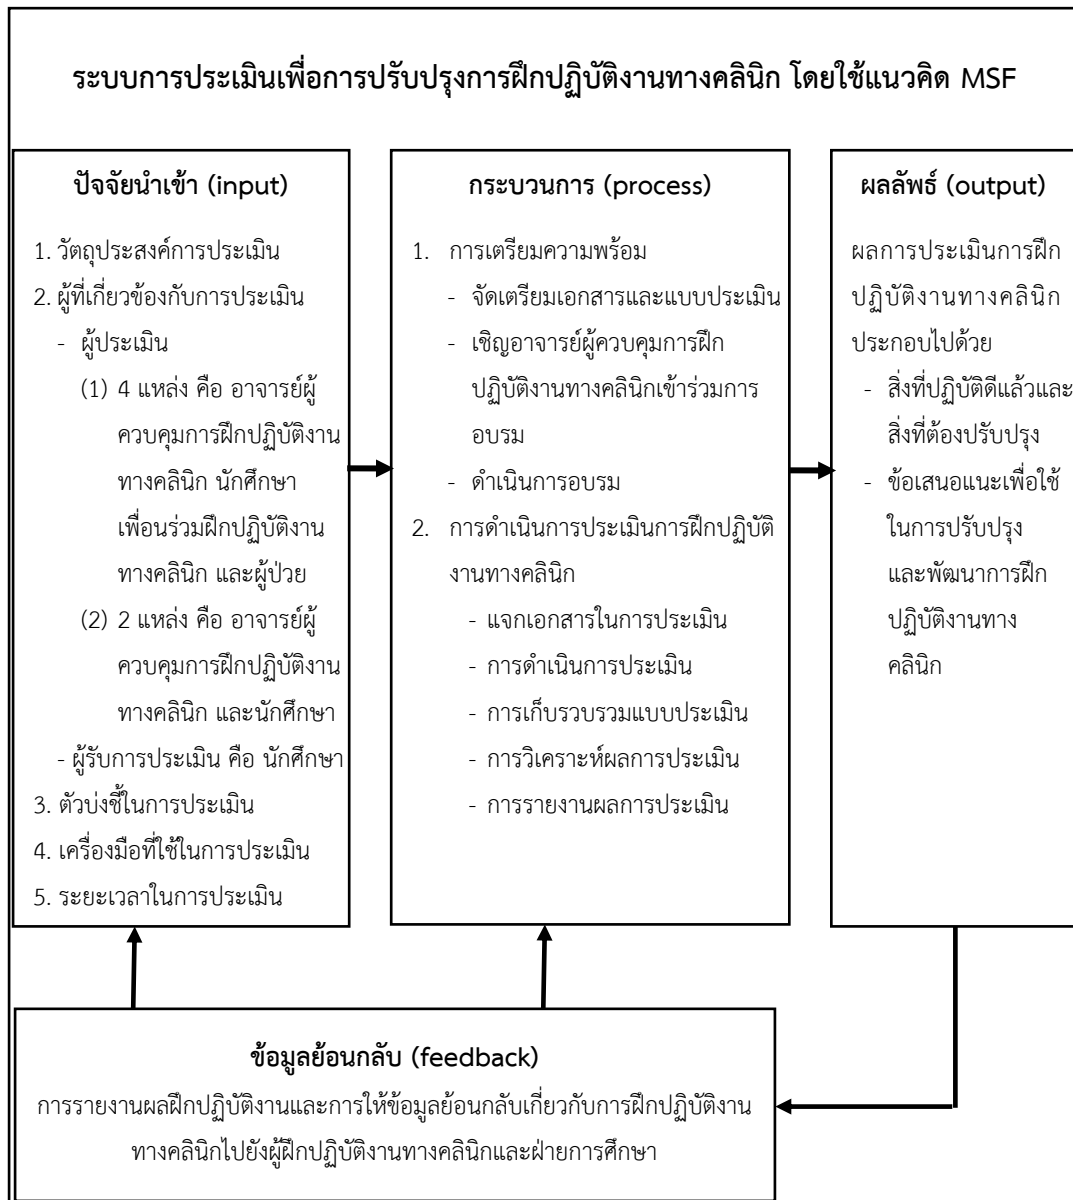 ระบบการประเมินเพื่อการปรับปรุงการฝึกปฏิบัติงานทางคลินิก โดยใช้แนวคิด MSF
ปัจจัยนำเข้า (input)
1. วัตถุประสงค์การประเมิน
2. ผู้ที่เกี่ยวข้องกับการประเมิน
- ผู้ประเมิน
(1) 4 แหล่ง คือ อาจารย์ผู้
ควบคุมการฝึกปฏิบัติงาน
ทางคลินิก นักศึกษา
เพื่อนร่วมฝึกปฏิบัติงาน
ทางคลินิก และผู้ป่วย
(2) 2 แหล่ง คือ อาจารย์ผู้
ควบคุมการฝึกปฏิบัติงาน
ทางคลินิก และนักศึกษา
- ผู้รับการประเมิน คือ นักศึกษา
3. ตัวบ่งชี้ในการประเมิน
4. เครื่องมือที่ใช้ในการประเมิน
5. ระยะเวลาในการประเมิน
กระบวนการ (process)
1. การเตรียมความพร้อม
- จัดเตรียมเอกสารและแบบประเมิน
- เชิญอาจารย์ผู้ควบคุมการฝึก
ปฏิบัติงานทางคลินิกเข้าร่วมการ
อบรม
- ดำเนินการอบรม
2. การดำเนินการประเมินการฝึกปฏิบัติ
งานทางคลินิก
- แจกเอกสารในการประเมิน
- การดำเนินการประเมิน
- การเก็บรวบรวมแบบประเมิน
- การวิเคราะห์ผลการประเมิน
- การรายงานผลการประเมิน
ผลลัพธ์ (output)
ผลการประเมินการฝึก
ปฏิบัติงานทางคลินิก
ประกอบไปด้วย
- สิ่งที่ปฏิบัติดีแล้วและ
สิ่งที่ต้องปรับปรุง
- ข้อเสนอแนะเพื่อใช้
ในการปรับปรุง
และพัฒนาการฝึก
ปฏิบัติงานทาง
คลินิก
ข้อมูลย้อนกลับ (feedback)
การรายงานผลฝึกปฏิบัติงานและการให้ข้อมูลย้อนกลับเกี่ยวกับการฝึกปฏิบัติงาน
ทางคลินิกไปยังผู้ฝึกปฏิบัติงานทางคลินิกและฝ่ายการศึกษา